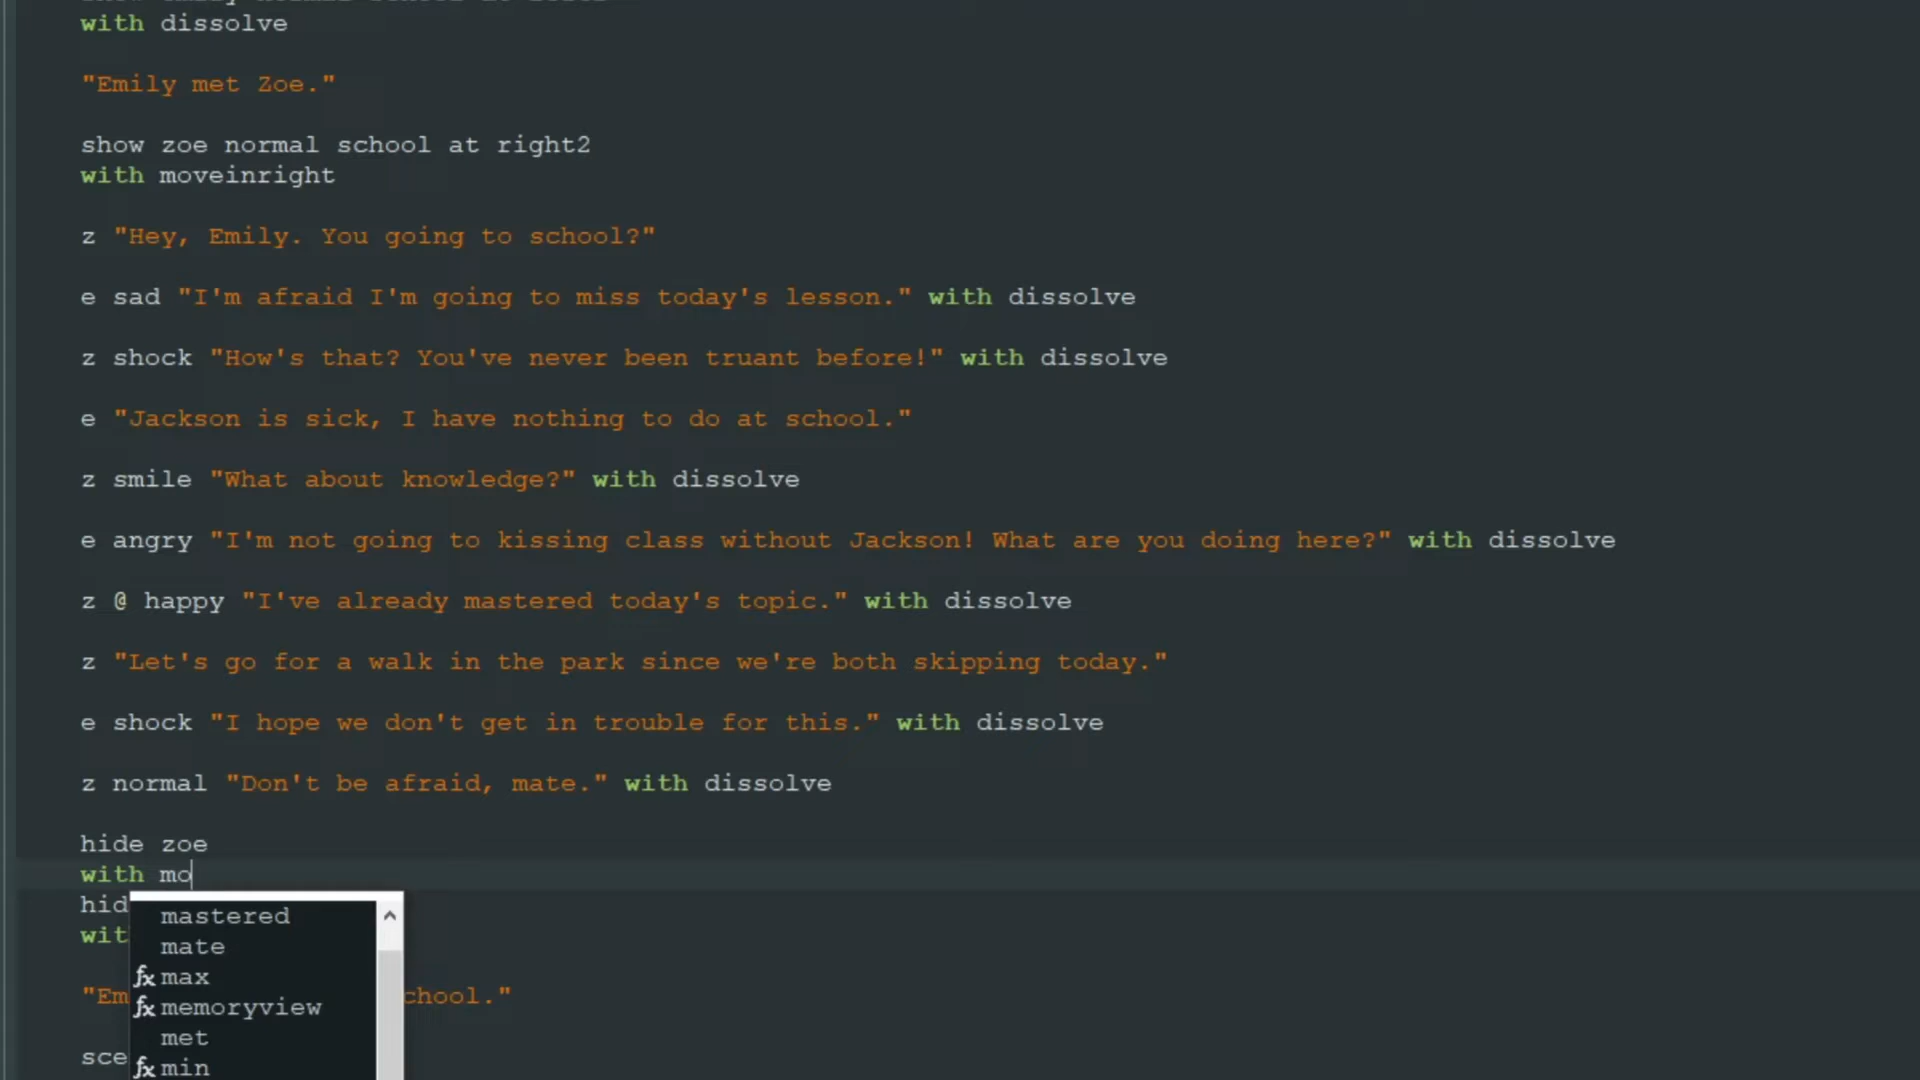 with dissolve
"Emily met Zoe."
show zoe normal school at right2
with moveinright
z "Hey, Emily. You going to school?"
e sad "I'm afraid I'm going to miss today's lesson." with dissolve
z shock "How's that? You've never been truant before!" with dissolve
e "Jackson is sick, I have nothing to do at school."
z smile "What about knowledge?" with dissolve
e angry "I'm not going to kissing class without Jackson! What are you doing here?" with dissolve
z @ happy "I've already mastered today's topic." with dissolve
z "Let's go for a walk in the park since we're both skipping today."
e shock "I hope we don't get in trouble for this." with dissolve
z normal "Don't be afraid, mate." with dissolve
hide zoe
with mo
hid
wit
"Em chool."
sce
mastered
mate
fx max
fx memoryview
met
fx min